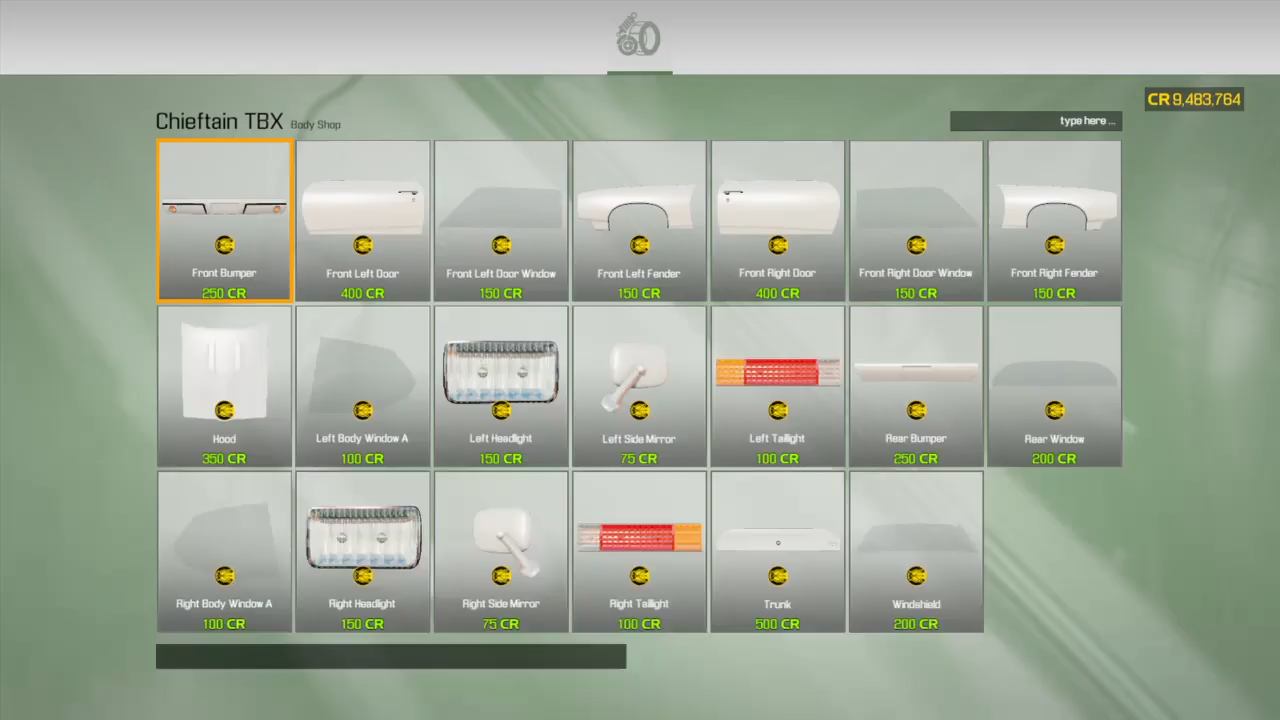 CR 9,483,764
Chieftain TBX Body Shop
type here ...
Front Bumper
250 CR
Front Left Door
400 CR
Front Left Door Window
150 CR
Front Left Fender
150 CR
Front Right Door
400 CR
Front Right Door Window
150 CR
Front Right Fender
150 CR
Hood
350 CR
Left Body Window A
100 CR
Left Headlight
150 CR
Left Side Mirror
75 CR
Left Taillight
100 CR
Rear Bumper
250 CR
Rear Window
200 CR
Right Body Window A
100 CR
Right Headlight
150 CR
Right Side Mirror
75 CR
Right Taillight
100 CR
Trunk
500 CR
Windshield
200 CR